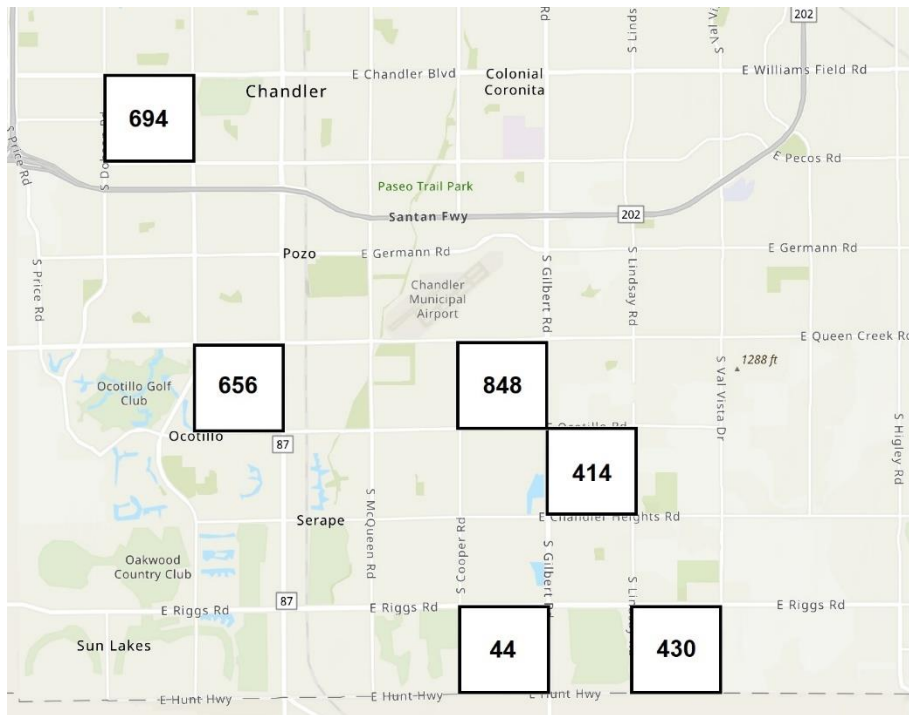 Rd
S Linds
S Val Vi
202
E Chandler Blvd
Colonial
Coronita
E Williams Field Rd
Chandler
694
S Price Rd
E Pecos Rd
Paseo Trail Park
Santan Fwy
202
Pozo
E Germann Rd
E Germann Rd
S Price Rd
Chandler
Municipal
Airport
S Gilbert Rd
S Lindsay Rd
E Queen Creek Rd
1288 ft
S Val Vista Dr
656
848
Ocotillo Golf
Club
Ocotillo
87
S Higley Rd
414
S McQueen Rd
Serape
E Chandler Heights Rd
S Cooper Rd
S Gilbert Rd
Oakwood
Country Club
87
E Riggs Rd
E Riggs Rd
E Riggs Rd
Sun Lakes
44
430
E Hunt Hwy
E Hunt Hwy
E Hunt Hwy